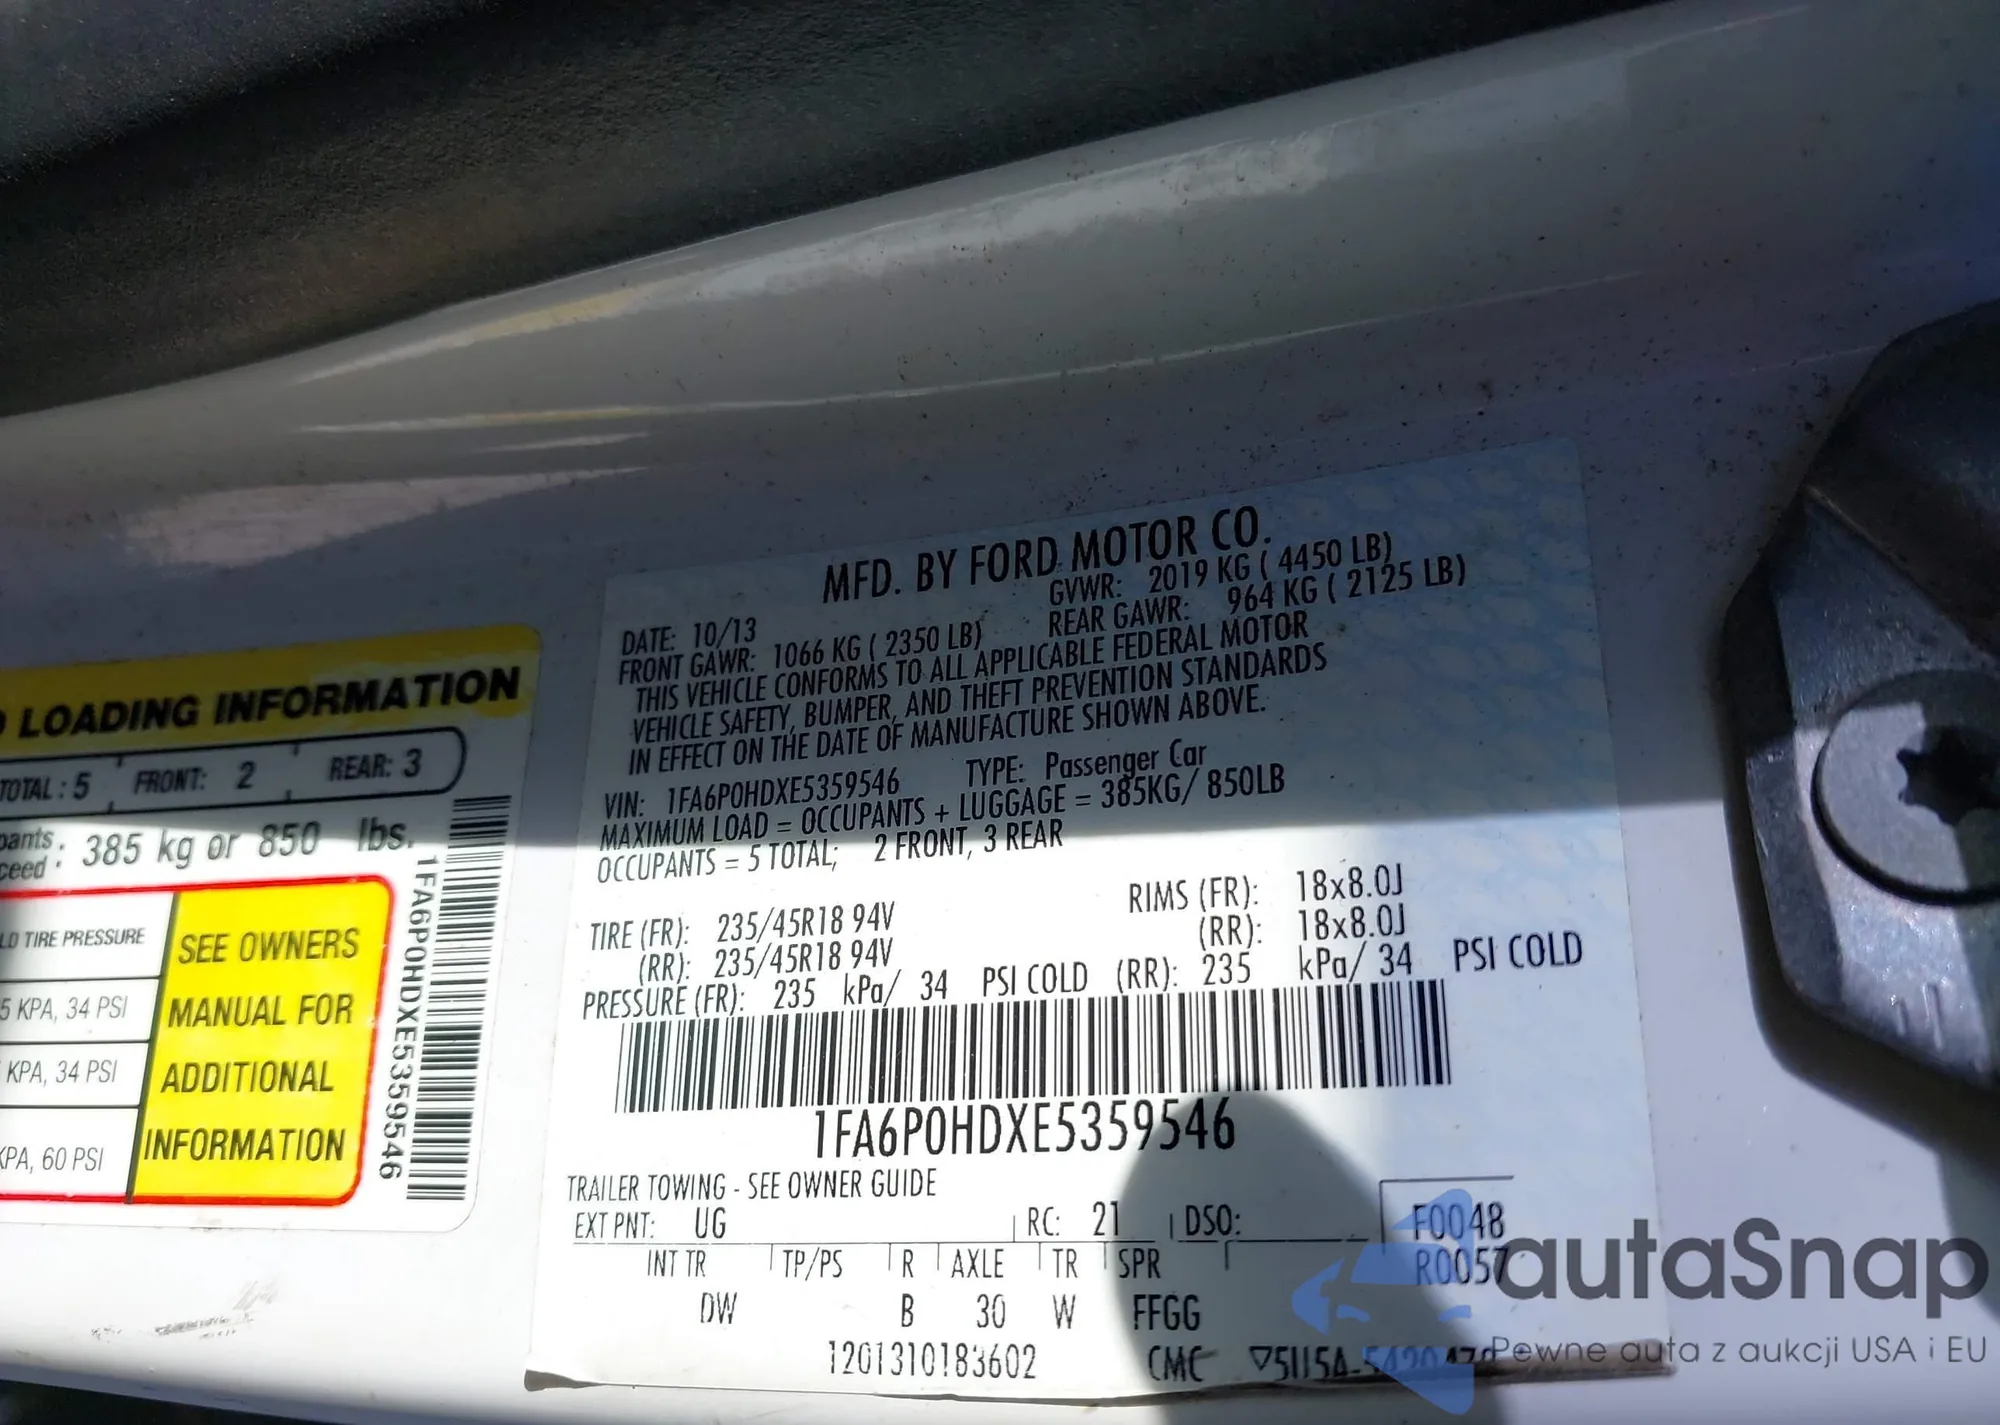 LOADING INFORMATION
TOTAL : 5 FRONT: 2 REAR: 3
385 kg or 850 lbs.
TIRE PRESSURE
KPA, 34 PSI
KPA, 34 PSI
KPA, 60 PSI
SEE OWNERS
MANUAL FOR
ADDITIONAL
INFORMATION
1FA6P0HDXE5359546
MFD. BY FORD MOTOR CO.
DATE: 10/13 GVWR: 2019 KG ( 4450 LB)
FRONT GAWR: 1066 KG ( 2350 LB) REAR GAWR: 964 KG ( 2125 LB)
THIS VEHICLE CONFORMS TO ALL APPLICABLE FEDERAL MOTOR
VEHICLE SAFETY, BUMPER, AND THEFT PREVENTION STANDARDS
IN EFFECT ON THE DATE OF MANUFACTURE SHOWN ABOVE.
VIN: 1FA6P0HDXE5359546 TYPE: Passenger Car
MAXIMUM LOAD = OCCUPANTS + LUGGAGE = 385KG/ 850LB
OCCUPANTS = 5 TOTAL; 2 FRONT, 3 REAR
TIRE (FR): 235/45R18 94V RIMS (FR): 18x8.0J
(RR): 235/45R18 94V (RR): 18x8.0J
PRESSURE (FR): 235 kPa/ 34 PSI COLD (RR): 235 kPa/ 34 PSI COLD
1FA6P0HDXE5359546
TRAILER TOWING - SEE OWNER GUIDE
EXT PNT: UG RC: 21 DSO: F0048
R0057
INT TR TP/PS R AXLE TR SPR
DW B 30 W FFGG
1201310183602 CMC
autaSnap
Pewne auta z aukcji USA i EU